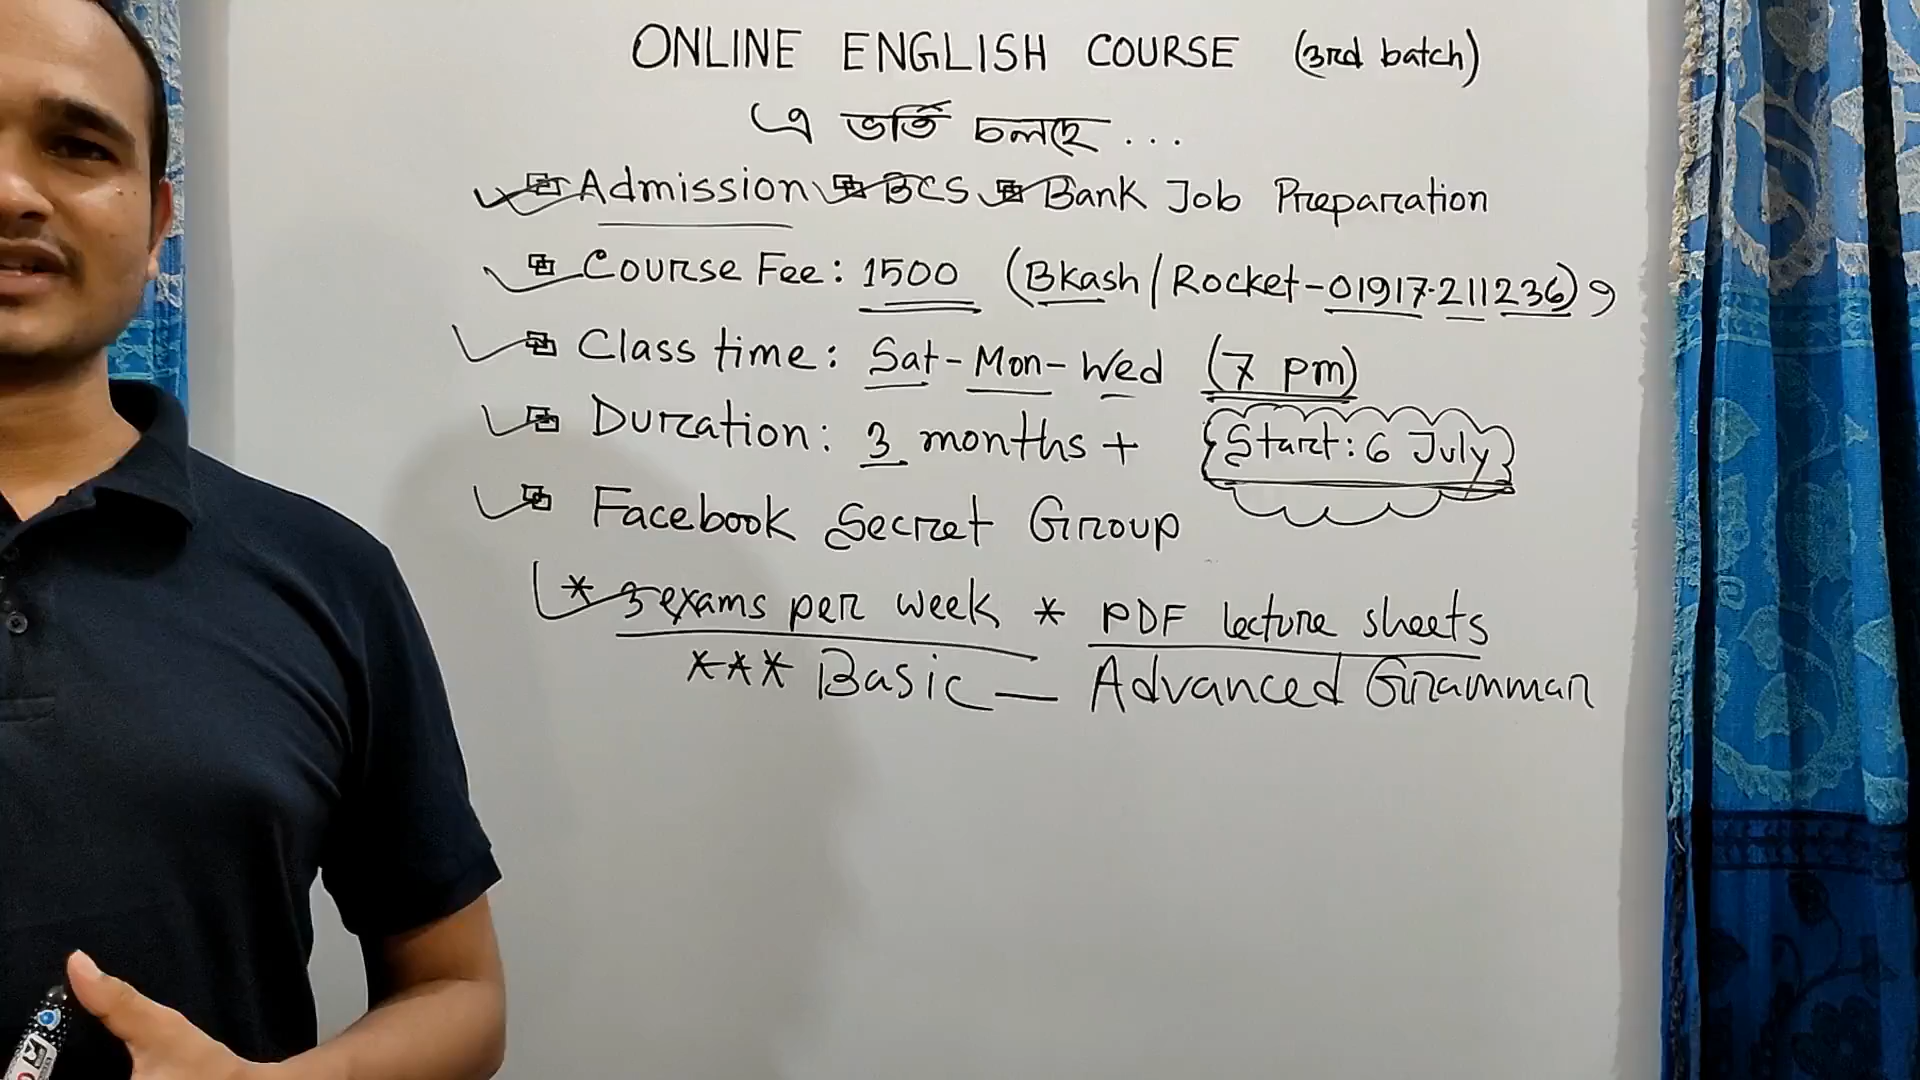 ONLINE ENGLISH COURSE (3rd batch)
এ ভর্তি চলছে ...
Admission BCS Bank Job Preparation
Course Fee: 1500 (Bkash/Rocket-01917-211236)
Class time: Sat-Mon-Wed (7 pm)
Duration: 3 months +
Start: 6 July
Facebook Secret Group
* 3 exams per week * PDF lecture sheets
*** Basic — Advanced Grammar